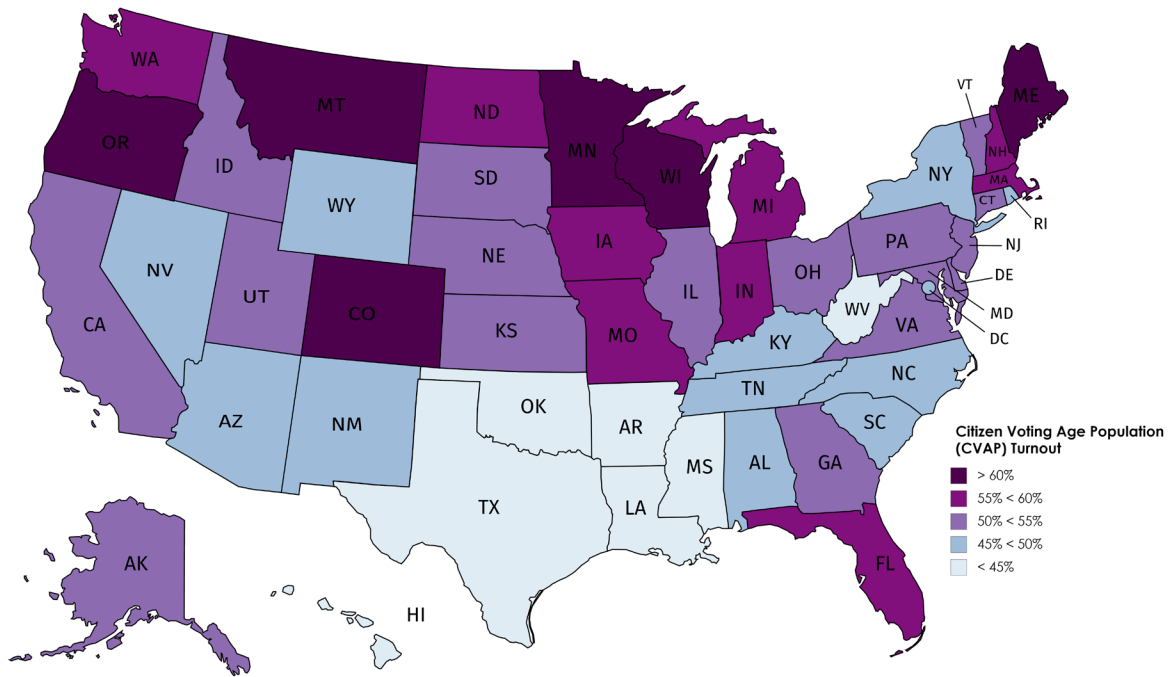 WA
MT
ND
MN
ME
VT
OR
ID
SD
WI
NH
NY
MA
WY
MI
CT
RI
IA
NE
PA
NJ
NV
OH
UT
IL
IN
DE
CO
WV
MD
CA
KS
MO
VA
DC
KY
NC
TN
OK
AZ
NM
AR
SC
MS
AL
GA
TX
LA
AK
FL
HI
Citizen Voting Age Population
(CVAP) Turnout
> 60%
55% < 60%
50% < 55%
45% < 50%
< 45%